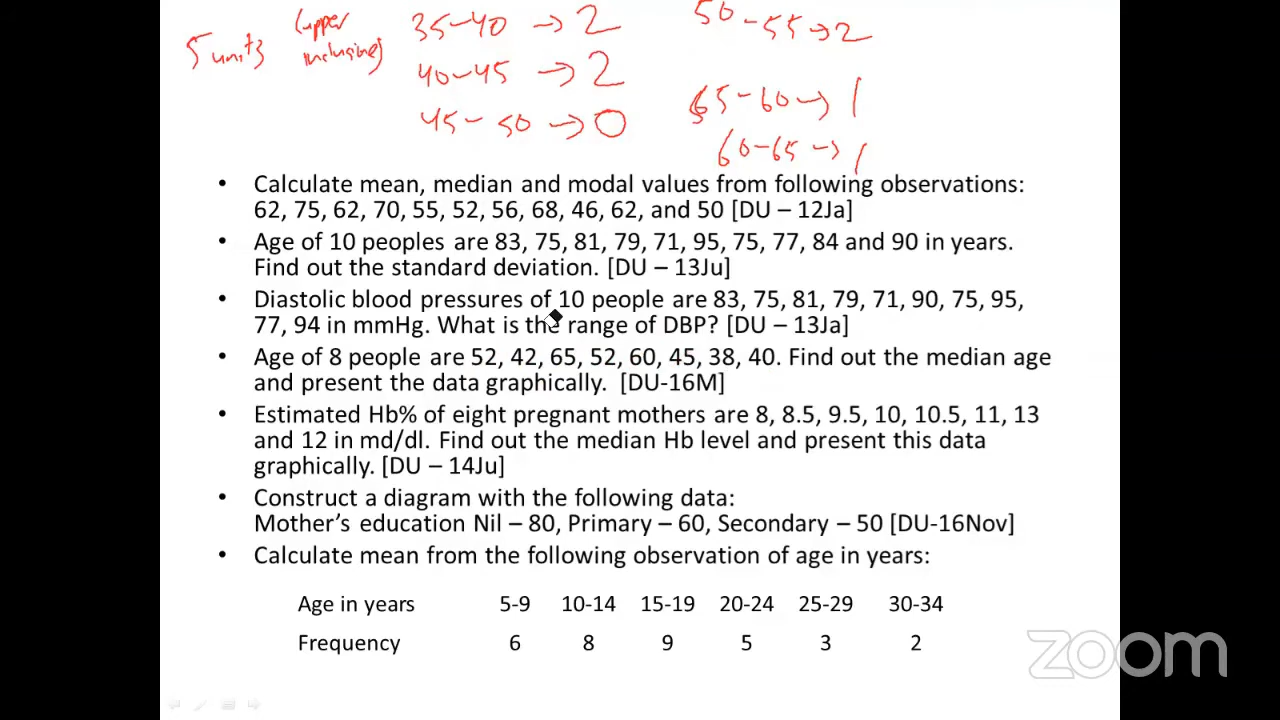 5 units (upper inclusive) 35-40 → 2
40-45 → 2
45-50 → 0
50-55 → 2
55-60 → 1
60-65 → 1
• Calculate mean, median and modal values from following observations:
62, 75, 62, 70, 55, 52, 56, 68, 46, 62, and 50 [DU – 12Ja]
• Age of 10 peoples are 83, 75, 81, 79, 71, 95, 75, 77, 84 and 90 in years.
Find out the standard deviation. [DU – 13Ju]
• Diastolic blood pressures of 10 people are 83, 75, 81, 79, 71, 90, 75, 95,
77, 94 in mmHg. What is the range of DBP? [DU – 13Ja]
• Age of 8 people are 52, 42, 65, 52, 60, 45, 38, 40. Find out the median age
and present the data graphically. [DU-16M]
• Estimated Hb% of eight pregnant mothers are 8, 8.5, 9.5, 10, 10.5, 11, 13
and 12 in md/dl. Find out the median Hb level and present this data
graphically. [DU – 14Ju]
• Construct a diagram with the following data:
Mother's education Nil – 80, Primary – 60, Secondary – 50 [DU-16Nov]
• Calculate mean from the following observation of age in years:
Age in years 5-9 10-14 15-19 20-24 25-29 30-34
Frequency 6 8 9 5 3 2
zoom